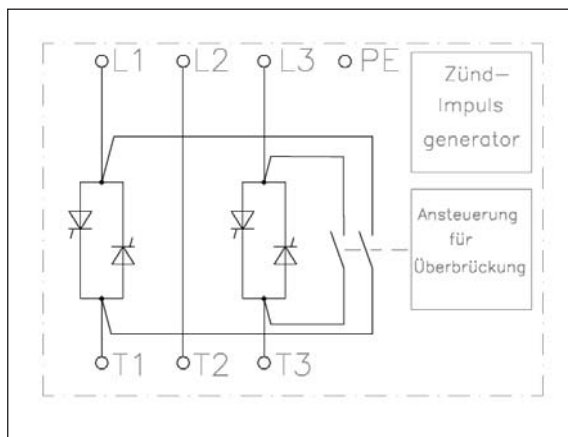 L1 L2 L3 PE
Zünd-
Impuls
generator
Ansteuerung
für
Überbrückung
T1 T2 T3